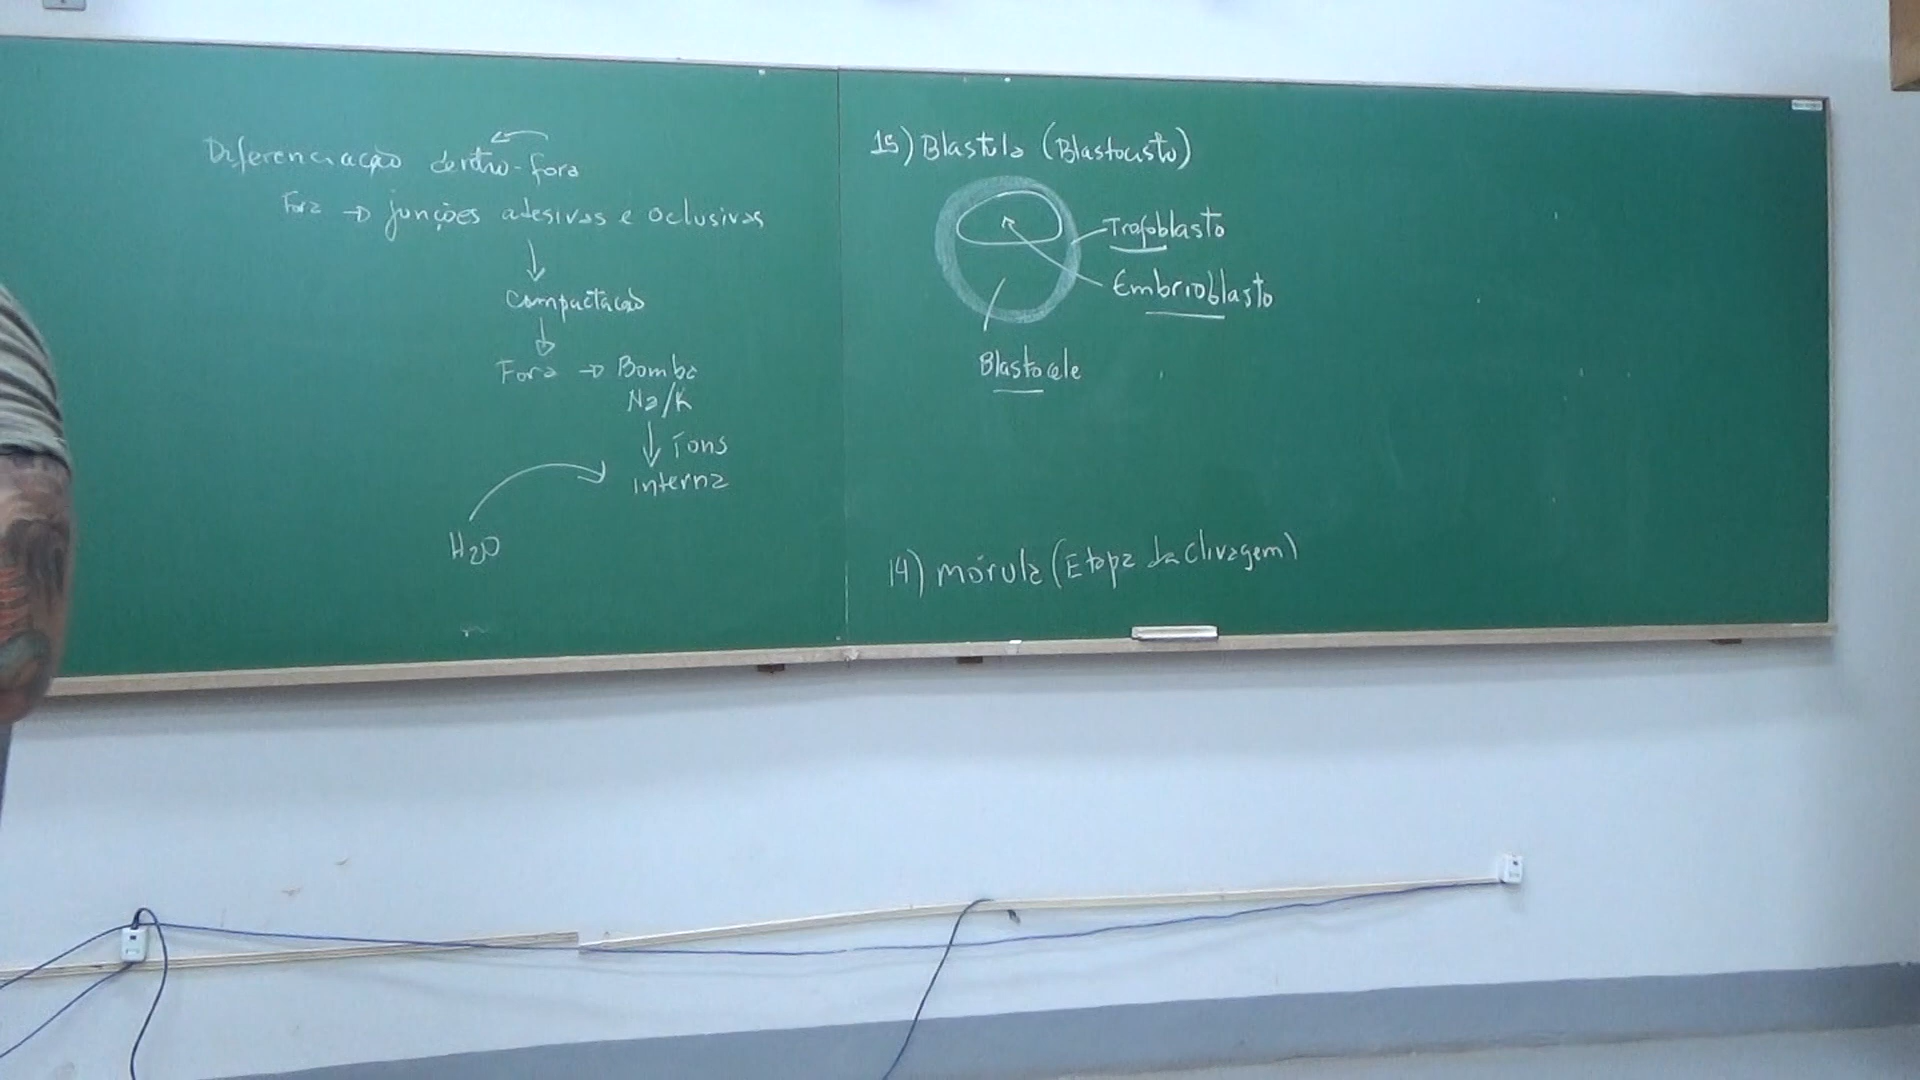 Diferenciação dentro-fora
Fora → junções adesivas e oclusivas
↓
Compactação
↓
Fora → Bomba
Na/K
↓ Íons
interna
H2O
15) Blastula (Blastocisto)
Trofoblasto
Embrioblasto
Blastocele
14) mórula (Etapa da Clivagem)